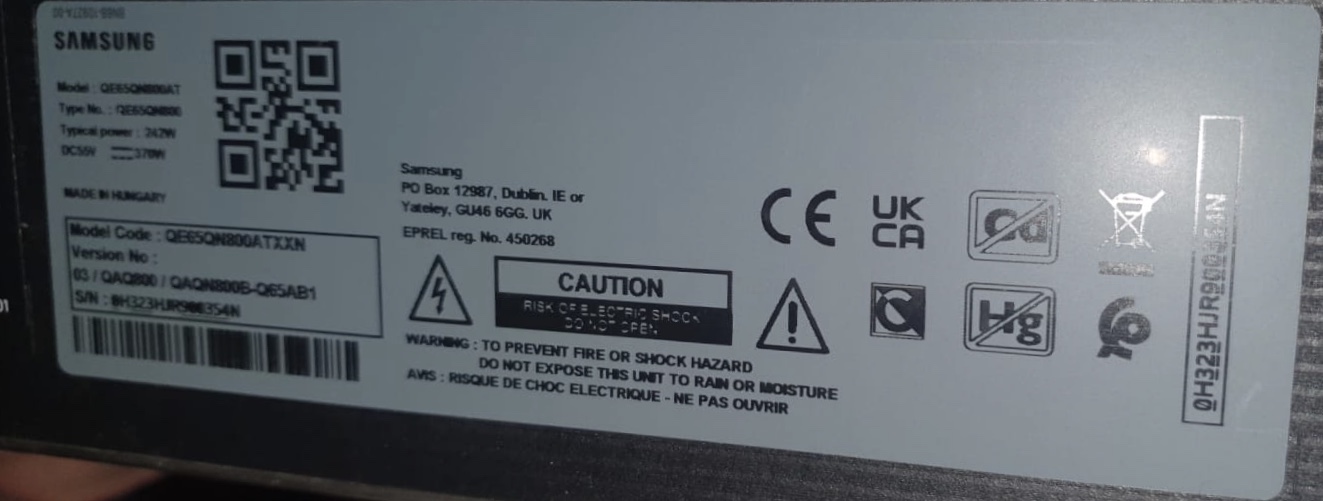 SAMSUNG
Model : QE65QN800AT
Type No. : QE65QN800
Typical power : 242W
DC55V 370W
MADE IN HUNGARY
Model Code : QE65QN800ATXXN
Version No :
03 / QAQ800 / QAQN800B-Q65AB1
S/N : 0H323HJR900354N
Samsung
PO Box 12987, Dublin. IE or
Yateley, GU46 6GG. UK
EPREL reg. No. 450268
CAUTION
RISK OF ELECTRIC SHOCK
DO NOT OPEN
WARNING : TO PREVENT FIRE OR SHOCK HAZARD
DO NOT EXPOSE THIS UNIT TO RAIN OR MOISTURE
AVIS : RISQUE DE CHOC ELECTRIQUE - NE PAS OUVRIR
CE
UK
CA
Cd
Hg
0H323HJR900354N
01